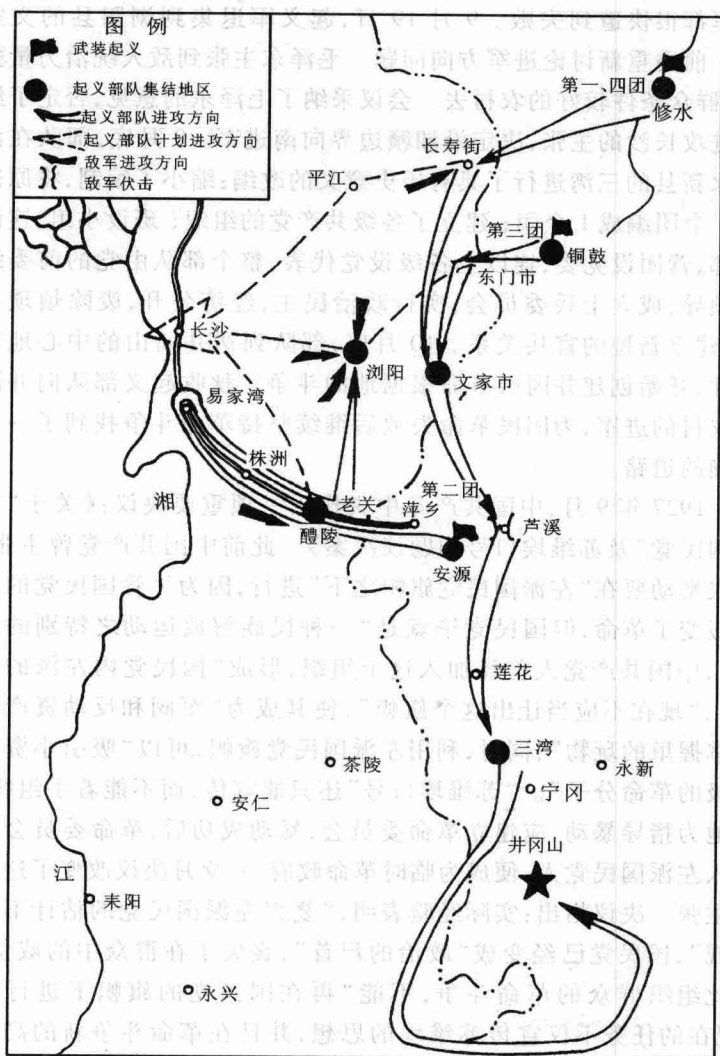 图 例
武装起义
起义部队集结地区
起义部队进攻方向
起义部队计划进攻方向
敌军进攻方向
敌军伏击
第一、四团
修水
长寿街
平江
第三团
铜鼓
东门市
长沙
浏阳
文家市
易家湾
株洲
湘
老关
萍乡
第二团
芦溪
醴陵
安源
莲花
三湾
茶陵
永新
安仁
宁冈
井冈山
江
耒阳
永兴